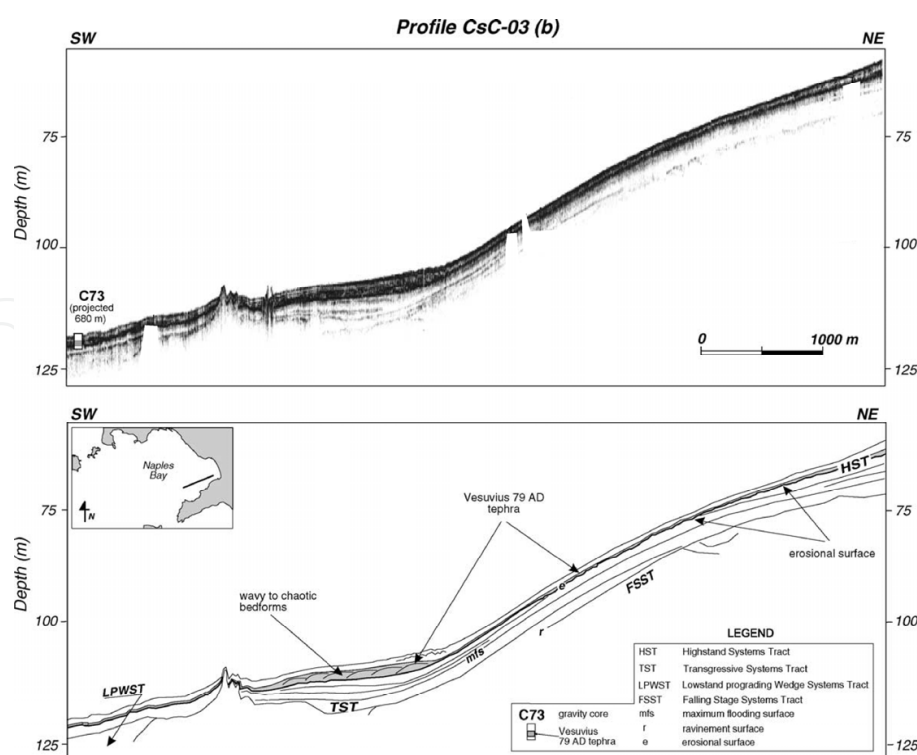 Profile CsC-03 (b)
SW
NE
75
75
Depth (m)
100
100
C73
(projected
680 m)
0 1000 m
125
125
SW
NE
Naples
Bay
N
HST
Vesuvius 79 AD
tephra
75
75
Depth (m)
erosional surface
wavy to chaotic
bedforms
e
FSST
100
r
mfs
LEGEND
HST Highstand Systems Tract
TST Transgressive Systems Tract
LPWST Lowstand prograding Wedge Systems Tract
FSST Falling Stage Systems Tract
mfs maximum flooding surface
r ravinement surface
e erosional surface
LPWST
TST
C73 gravity core
Vesuvius
79 AD tephra
125
125